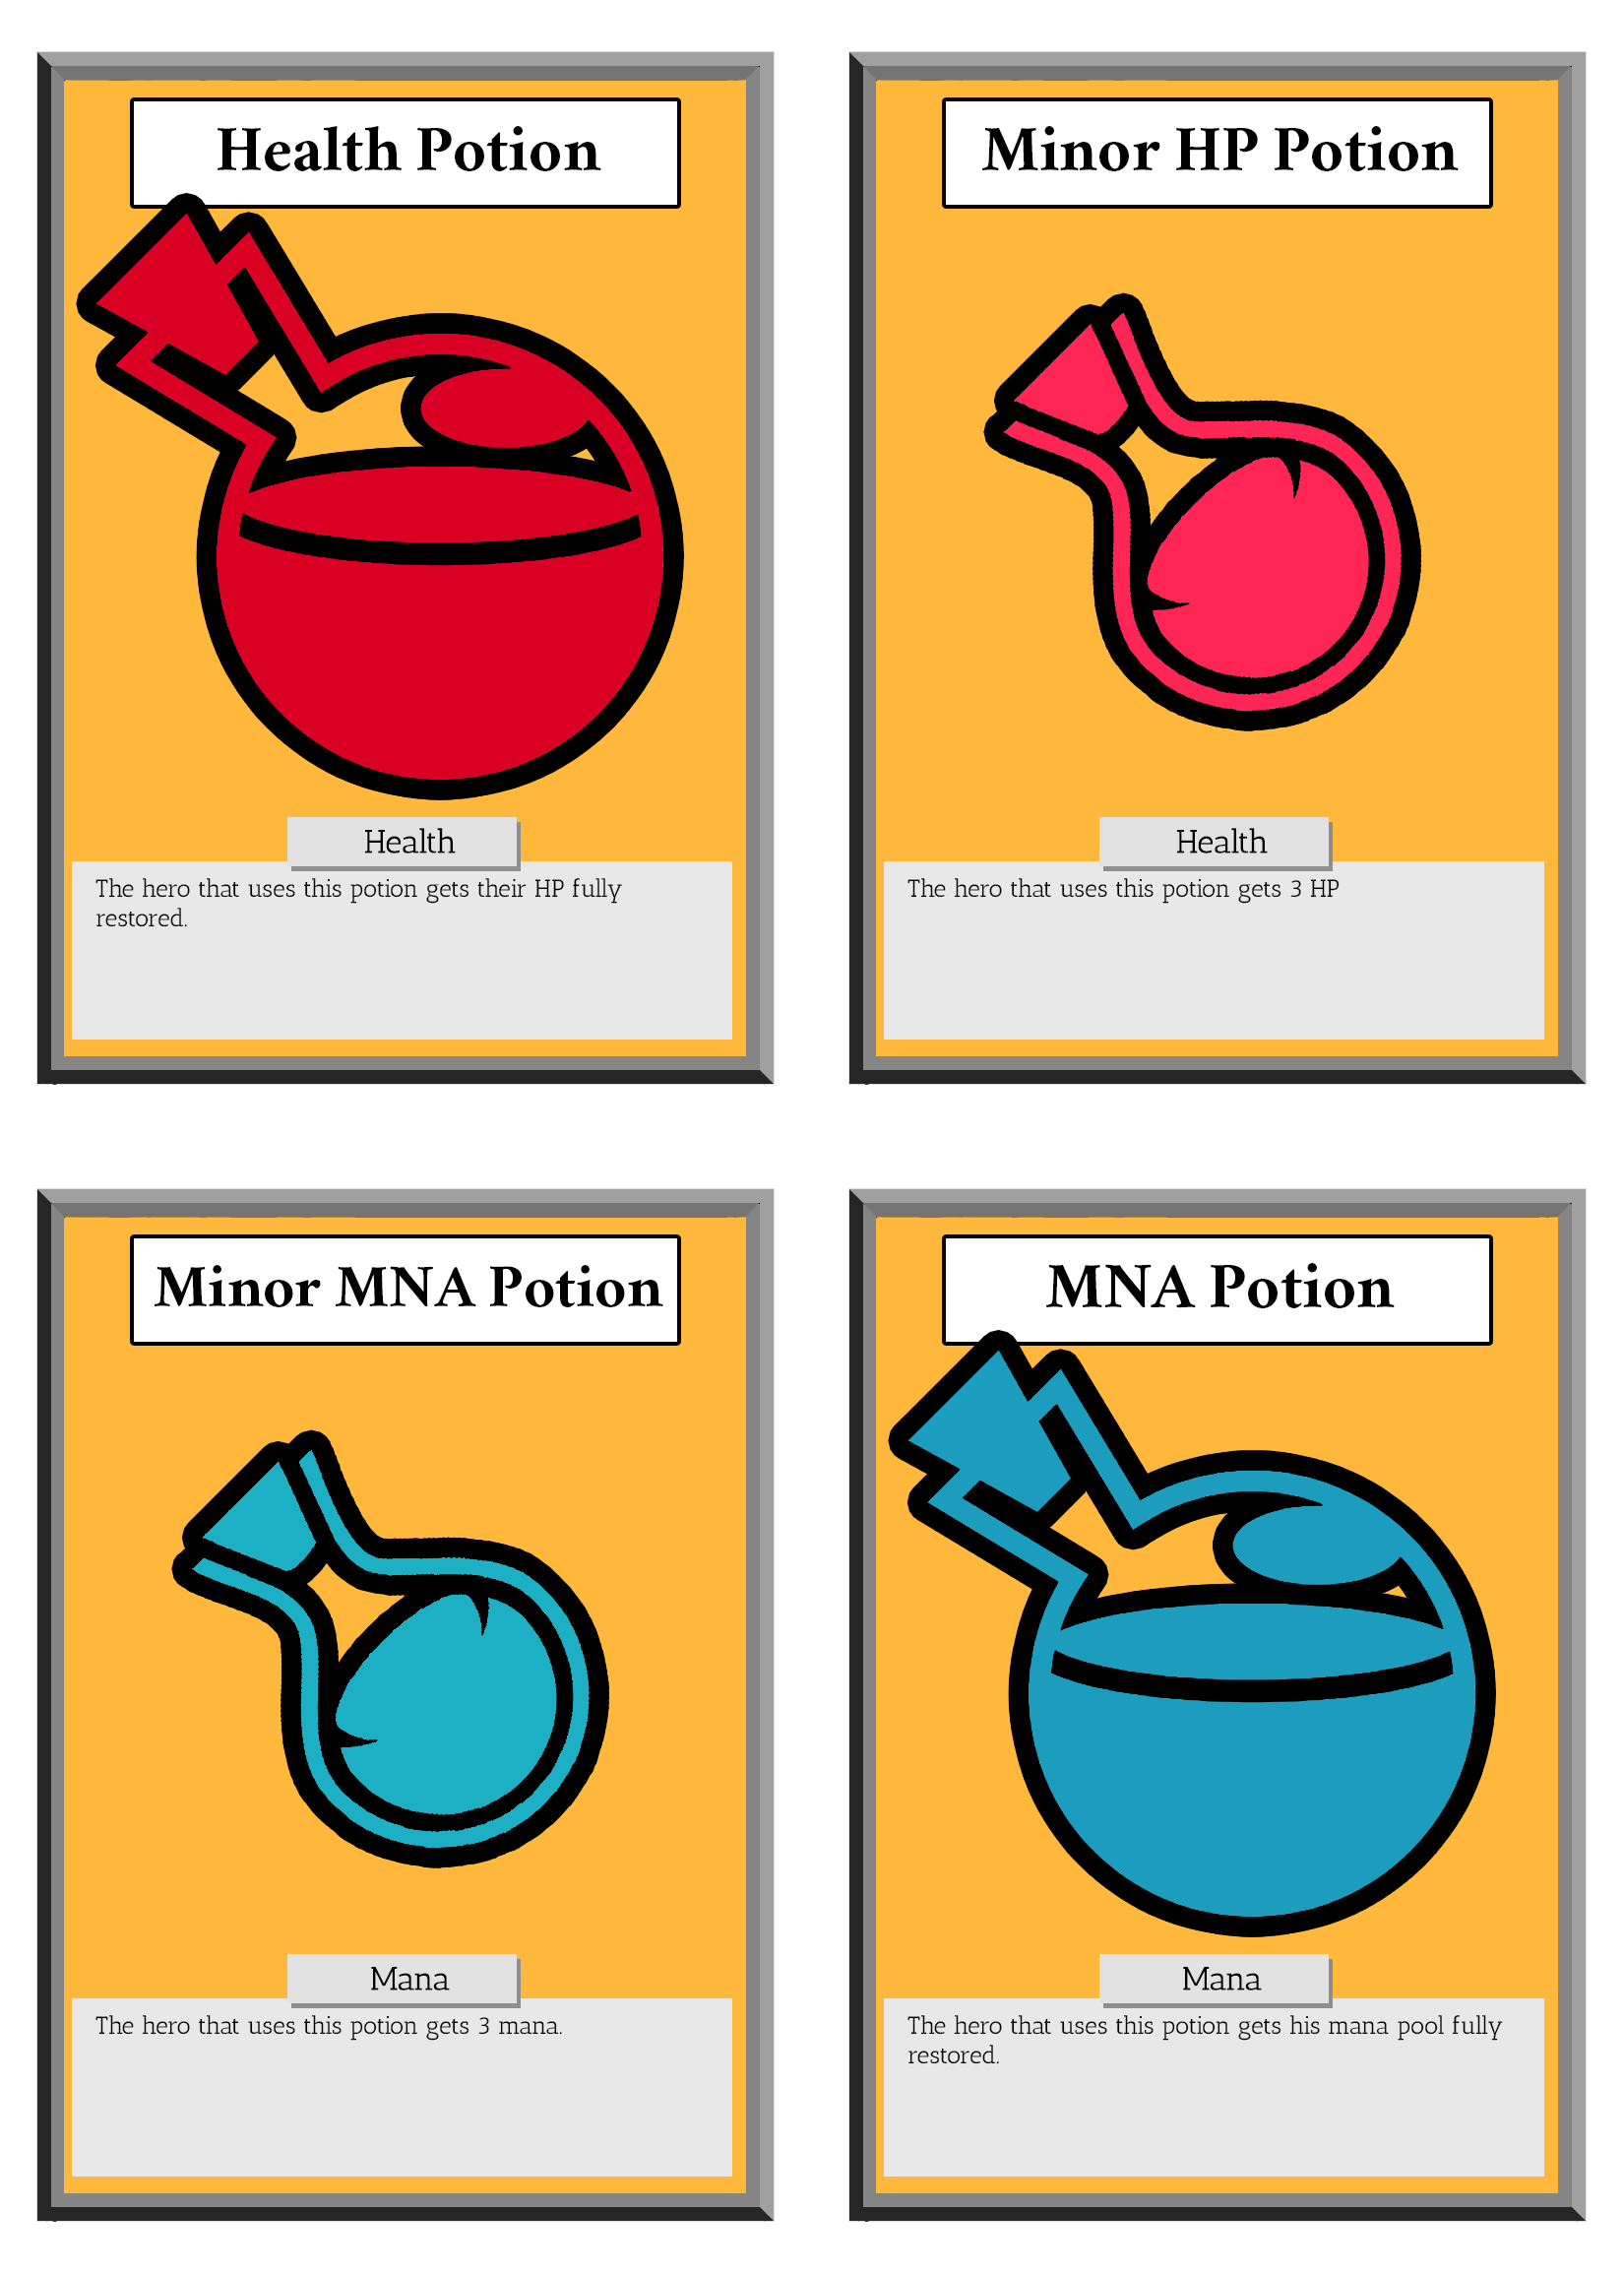 Health Potion
Health
The hero that uses this potion gets their HP fully
restored.
Minor HP Potion
Health
The hero that uses this potion gets 3 HP
Minor MNA Potion
Mana
The hero that uses this potion gets 3 mana.
MNA Potion
Mana
The hero that uses this potion gets his mana pool fully
restored.